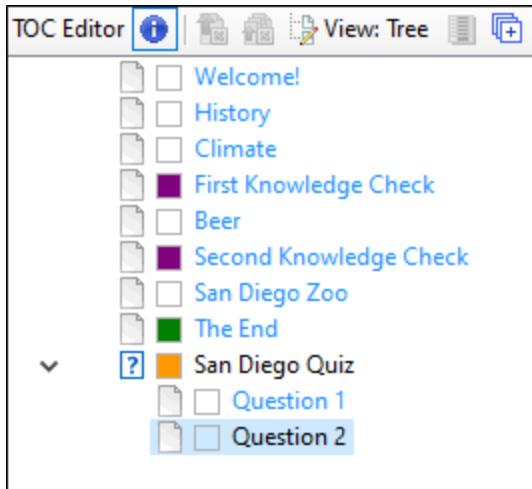 TOC Editor View: Tree
Welcome!
History
Climate
First Knowledge Check
Beer
Second Knowledge Check
San Diego Zoo
The End
San Diego Quiz
Question 1
Question 2